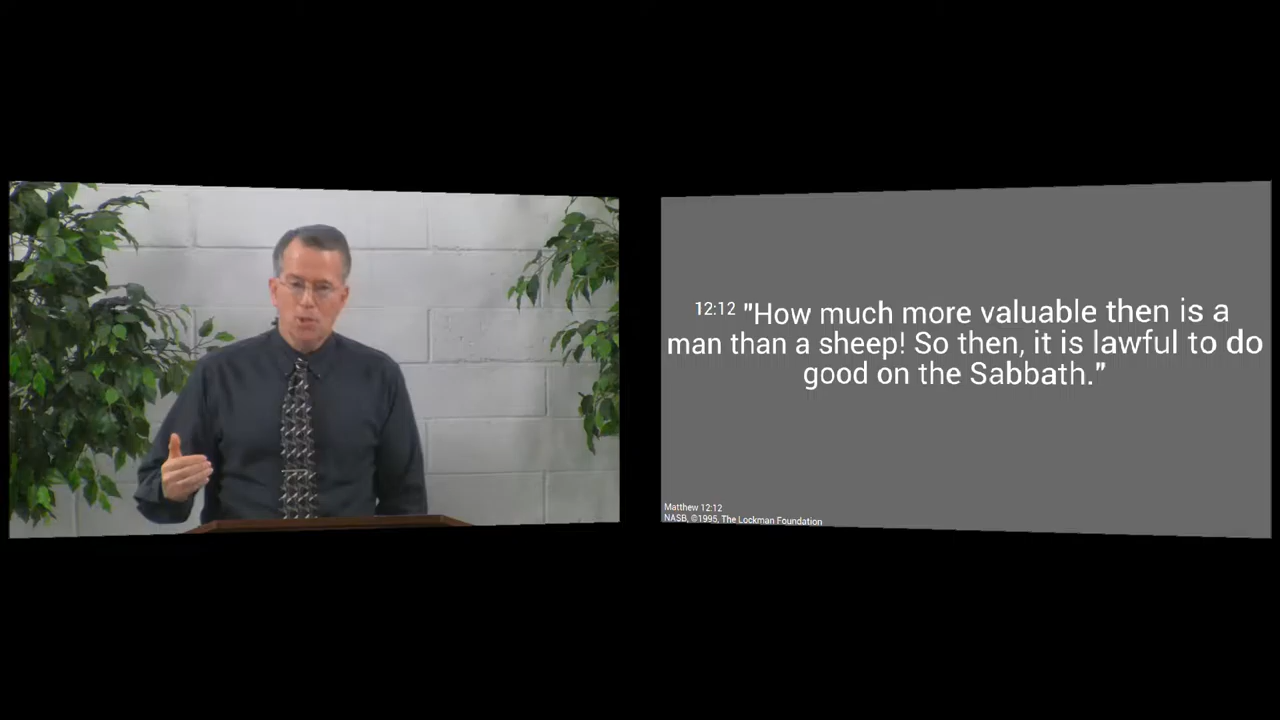 12:12 "How much more valuable then is a
man than a sheep! So then, it is lawful to do
good on the Sabbath."
Matthew 12:12
NASB, ©1995, The Lockman Foundation